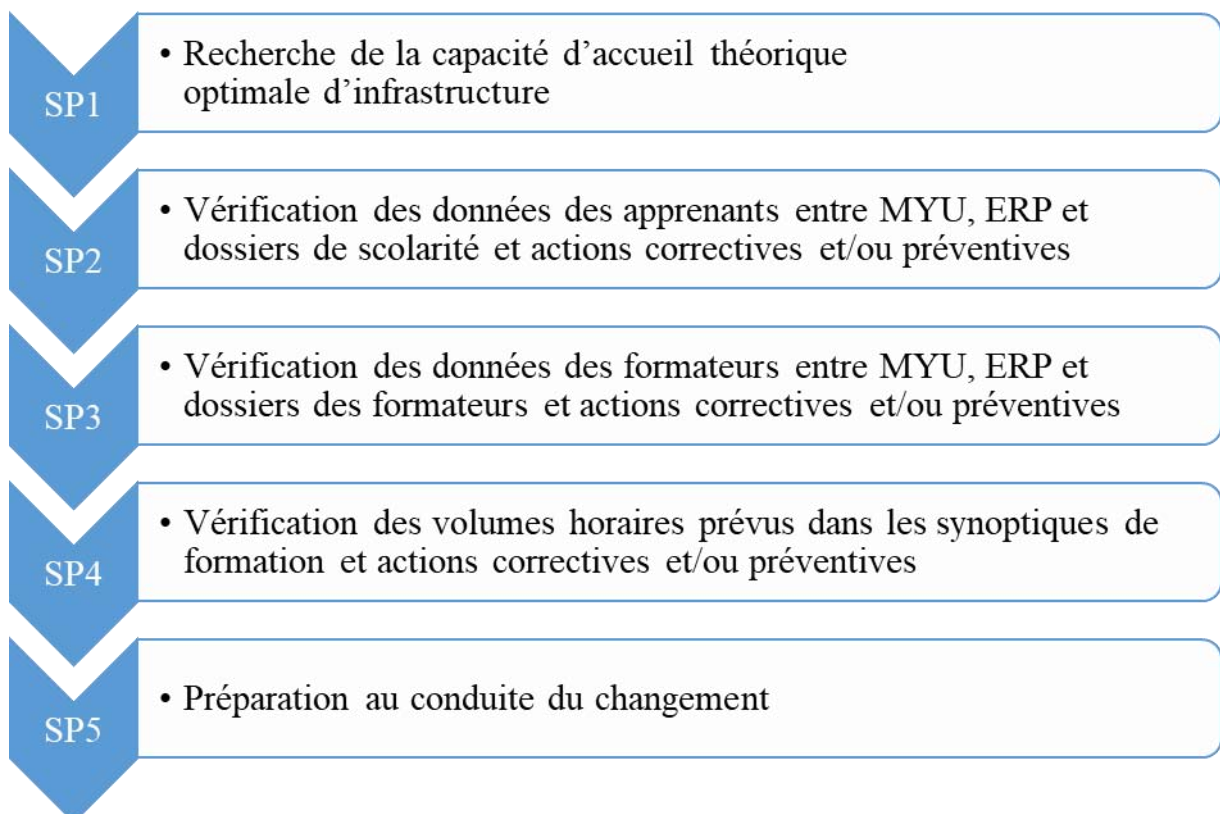 SP1
• Recherche de la capacité d’accueil théorique
optimale d’infrastructure
SP2
• Vérification des données des apprenants entre MYU, ERP et
dossiers de scolarité et actions correctives et/ou préventives
SP3
• Vérification des données des formateurs entre MYU, ERP et
dossiers des formateurs et actions correctives et/ou préventives
SP4
• Vérification des volumes horaires prévus dans les synoptiques de
formation et actions correctives et/ou préventives
SP5
• Préparation au conduite du changement